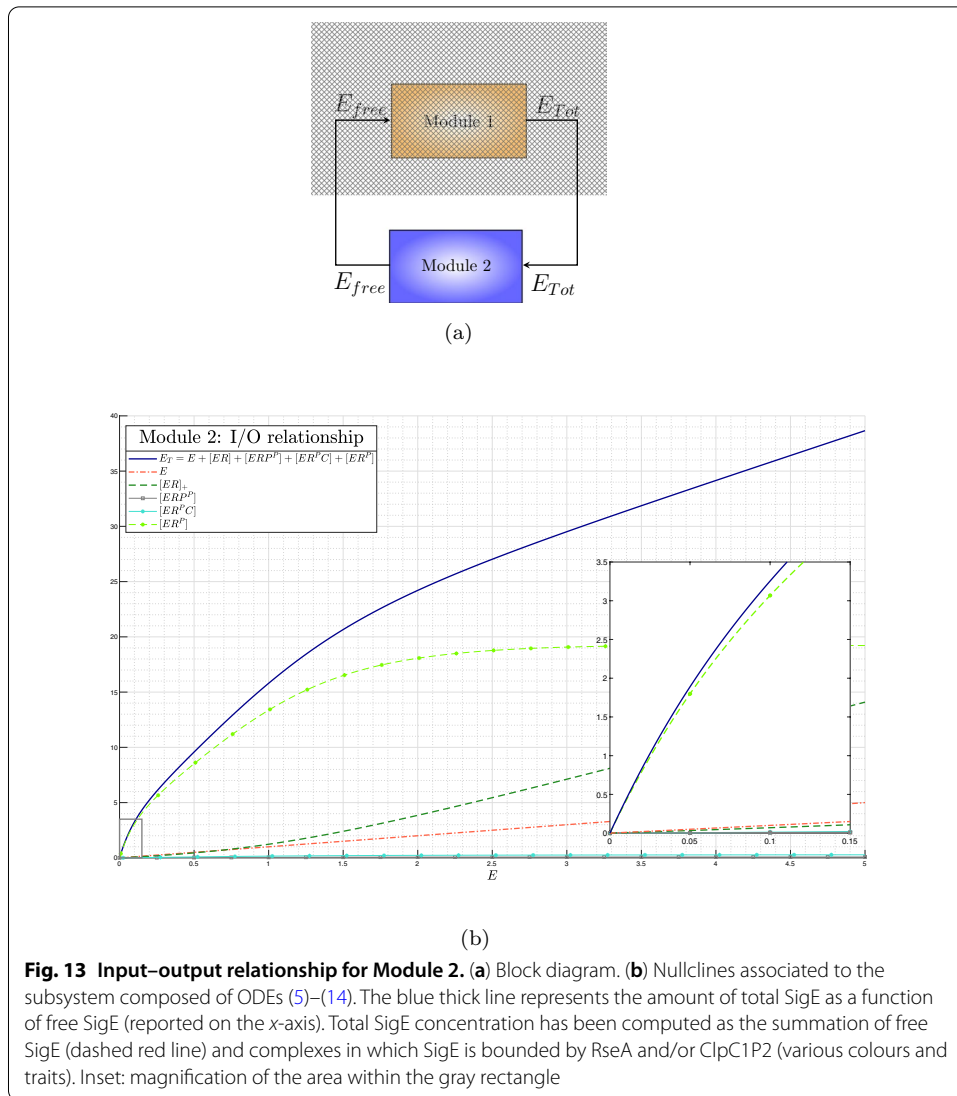 E_free
Module 1
E_Tot
Module 2
E_free
E_Tot
(a)
40
35
30
25
20
15
10
5
0
Module 2: I/O relationship
E_T = E + [ER] + [ERP^P] + [ER^PC] + [ER^P]
E
[ER]_+
[ERP^P]
[ER^PC]
[ER^P]
3.5
3
2.5
2
1.5
1
0.5
0
0 0.05 0.1 0.15
0 0.5 1 1.5 2 2.5 3 3.5 4 4.5 5
E
(b)
Fig. 13 Input–output relationship for Module 2. (a) Block diagram. (b) Nullclines associated to the
subsystem composed of ODEs (5)–(14). The blue thick line represents the amount of total SigE as a function
of free SigE (reported on the x-axis). Total SigE concentration has been computed as the summation of free
SigE (dashed red line) and complexes in which SigE is bounded by RseA and/or ClpC1P2 (various colours and
traits). Inset: magnification of the area within the gray rectangle